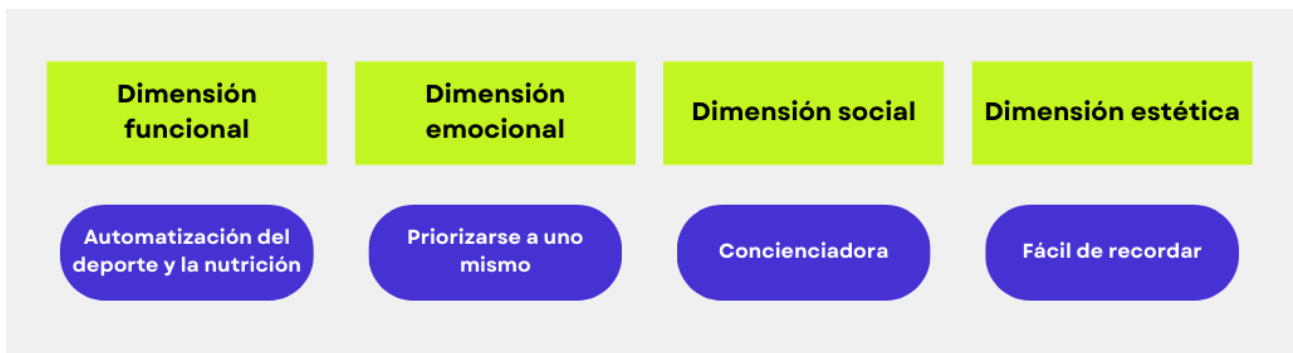 Dimensión
funcional
Dimensión
emocional
Dimensión social
Dimensión estética
Automatización del
deporte y la nutrición
Priorizarse a uno
mismo
Concienciadora
Fácil de recordar